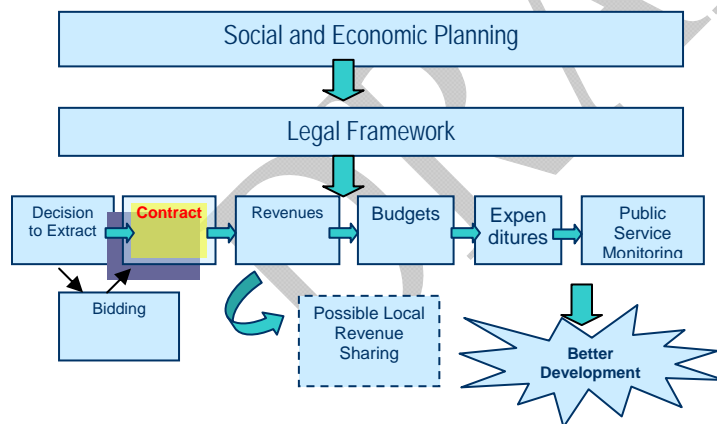 Social and Economic Planning
Legal Framework
Decision
to Extract
Contract
Revenues
Budgets
Expen
ditures
Public
Service
Monitoring
Bidding
Possible Local
Revenue
Sharing
Better
Development